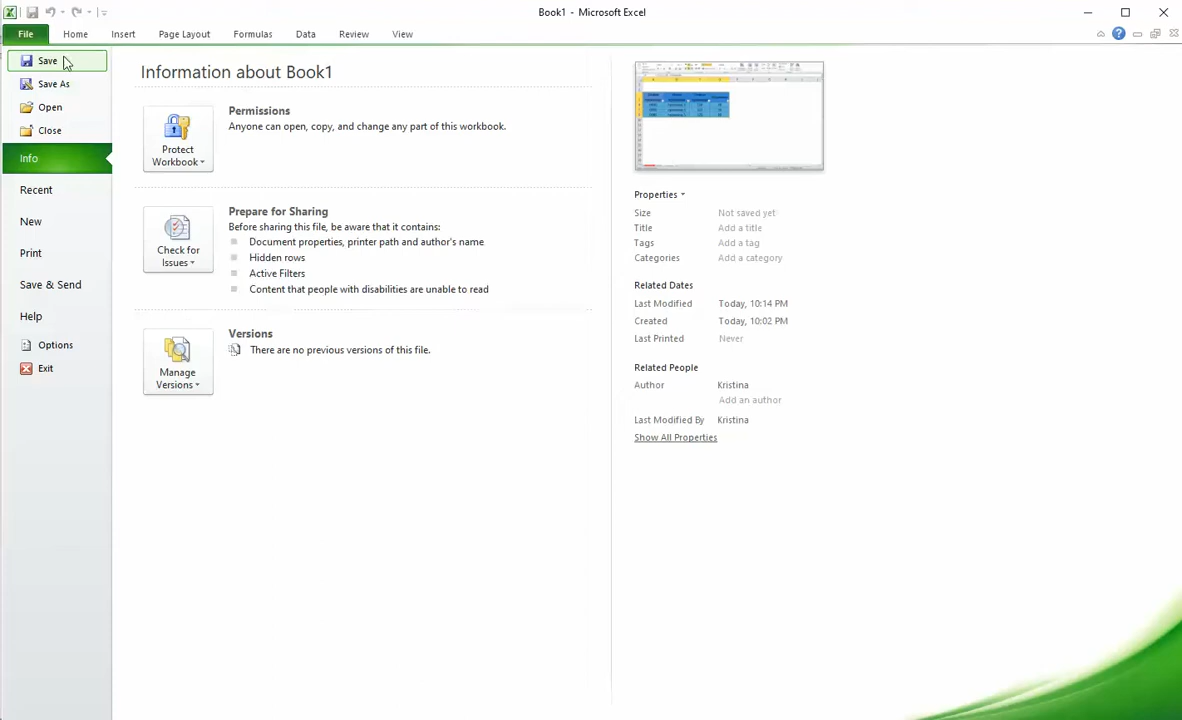 Book1 - Microsoft Excel
File Home Insert Page Layout Formulas Data Review View
Save
Save As
Open
Close
Info
Recent
New
Print
Save & Send
Help
Options
Exit
Information about Book1
Protect
Workbook
Permissions
Anyone can open, copy, and change any part of this workbook.
Check for
Issues
Prepare for Sharing
Before sharing this file, be aware that it contains:
Document properties, printer path and author's name
Hidden rows
Active Filters
Content that people with disabilities are unable to read
Manage
Versions
Versions
There are no previous versions of this file.
Properties
Size Not saved yet
Title Add a title
Tags Add a tag
Categories Add a category
Related Dates
Last Modified Today, 10:14 PM
Created Today, 10:02 PM
Last Printed Never
Related People
Author Kristina
Add an author
Last Modified By Kristina
Show All Properties